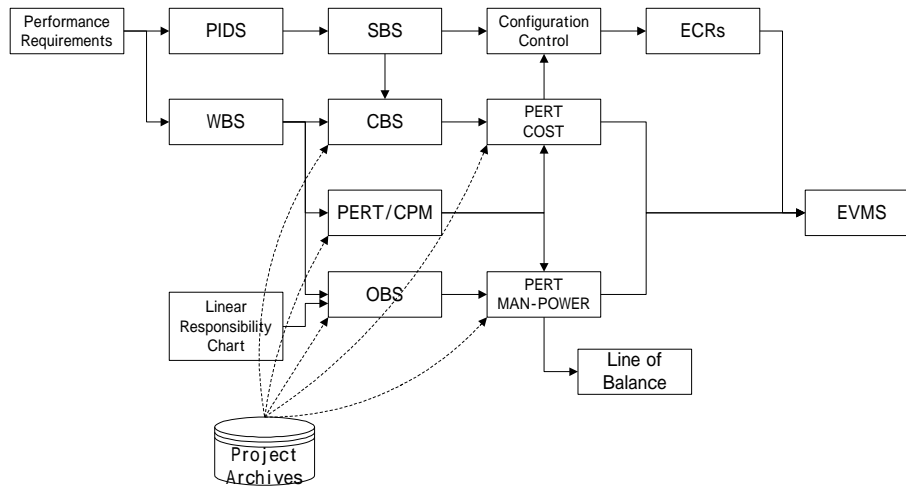 Performance
Requirements
PIDS
SBS
Configuration
Control
ECRs
WBS
CBS
PERT
COST
PERT/CPM
EVMS
Linear
Responsibility
Chart
OBS
PERT
MAN-POWER
Line of
Balance
Project
Archives